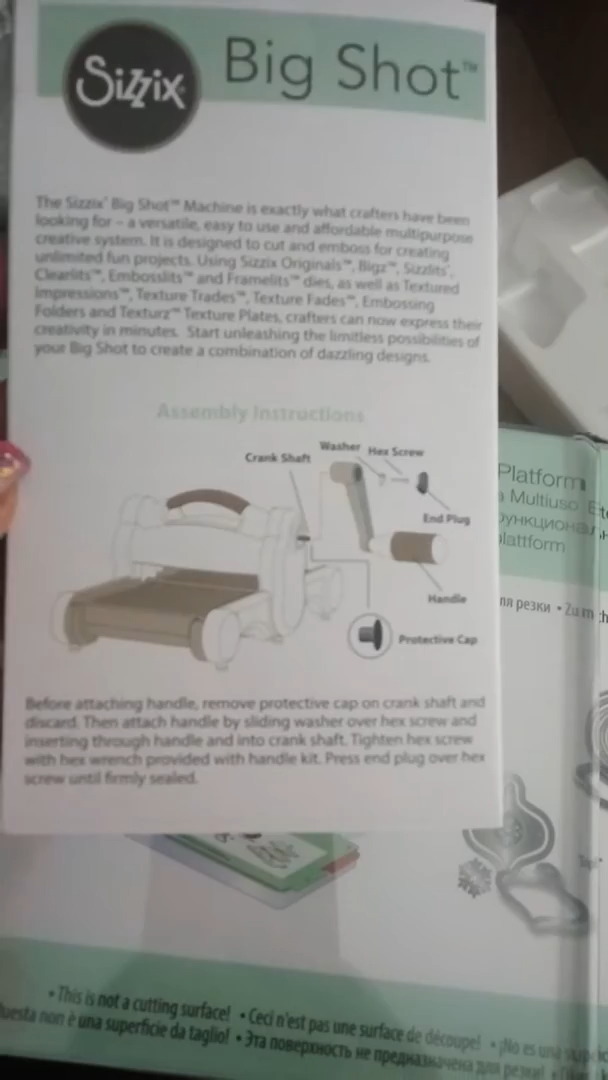 Sizzix
Big Shot™
The Sizzix® Big Shot™ Machine is exactly what crafters have been
looking for – a versatile, easy to use and affordable multipurpose
creative system. It is designed to cut and emboss for creating
unlimited fun projects. Using Sizzix Originals™, Bigz™, Sizzlits®,
Clearlits™, Embosslits™ and Framelits™ dies, as well as Textured
Impressions™, Texture Trades™, Texture Fades™, Embossing
Folders and Texturz™ Texture Plates, crafters can now express their
creativity in minutes. Start unleashing the limitless possibilities of
your Big Shot to create a combination of dazzling designs.
Assembly Instructions
Crank Shaft
Washer
Hex Screw
End Plug
Handle
Protective Cap
Before attaching handle, remove protective cap on crank shaft and
discard. Then attach handle by sliding washer over hex screw and
inserting through handle and into crank shaft. Tighten hex screw
with hex wrench provided with handle kit. Press end plug over hex
screw until firmly sealed.
Platform
Multiuso
plattform
резки • Zu
• This is not a cutting surface! • Ceci n'est pas une surface de découpe! • ¡No es una
Questa non è una superficie da taglio! • Эта поверхность не предназначена для резки!